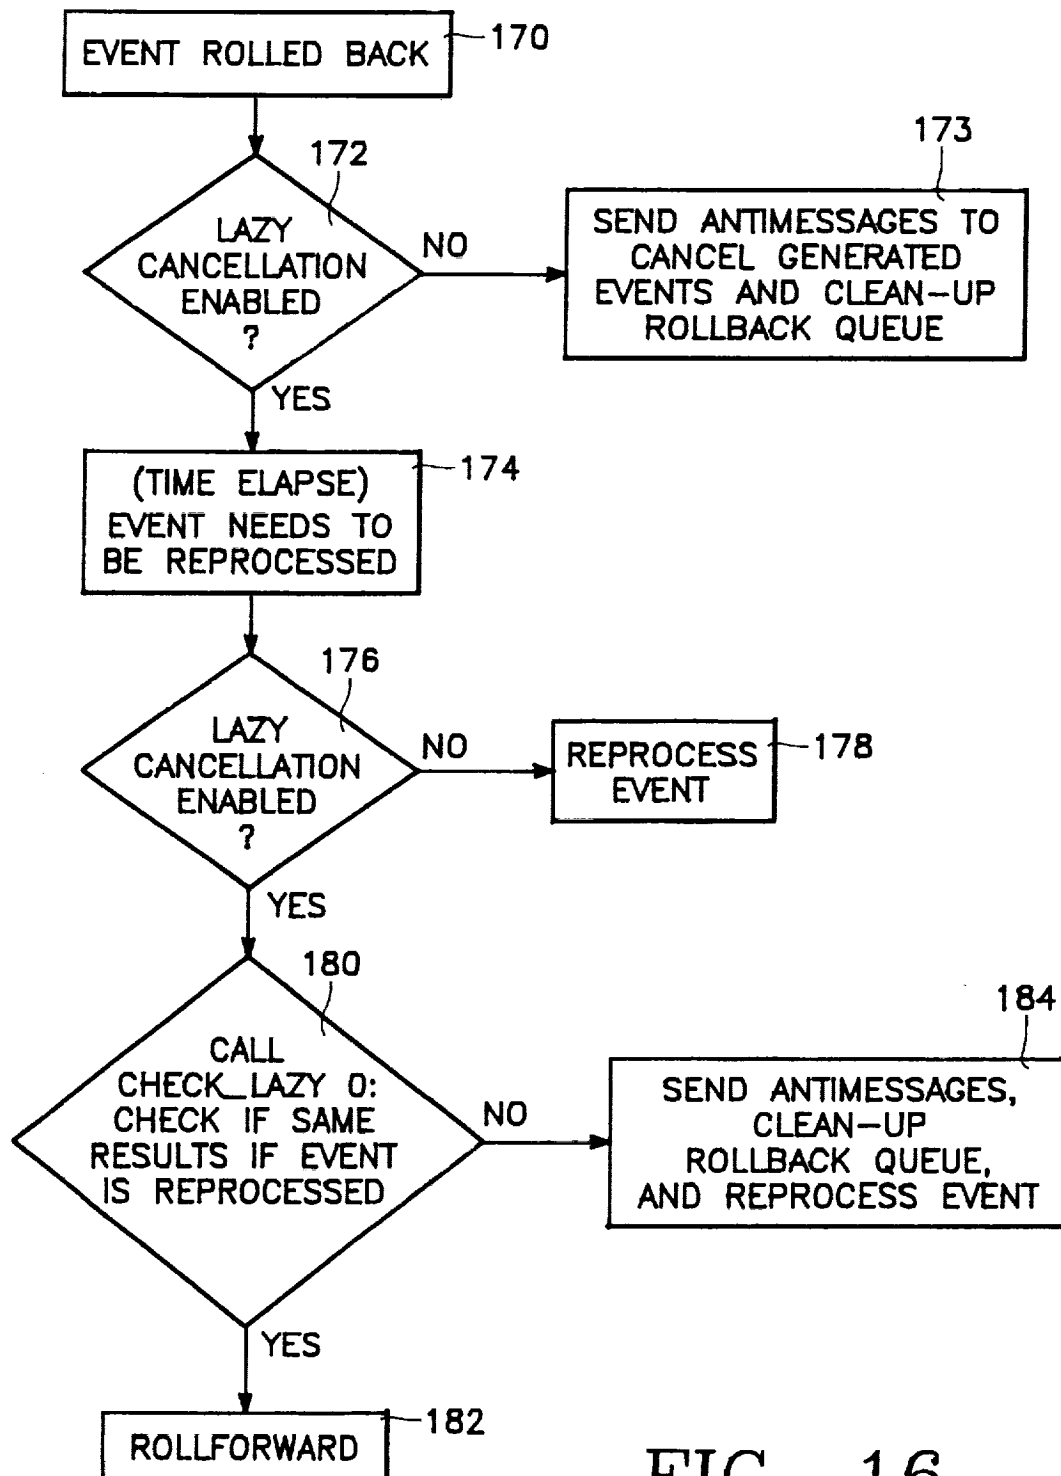 EVENT ROLLED BACK
170
172
LAZY
CANCELLATION
ENABLED
?
NO
173
SEND ANTIMESSAGES TO
CANCEL GENERATED
EVENTS AND CLEAN-UP
ROLLBACK QUEUE
YES
(TIME ELAPSE)
EVENT NEEDS TO
BE REPROCESSED
174
176
LAZY
CANCELLATION
ENABLED
?
NO
REPROCESS
EVENT
178
YES
180
CALL
CHECK_LAZY 0:
CHECK IF SAME
RESULTS IF EVENT
IS REPROCESSED
NO
184
SEND ANTIMESSAGES,
CLEAN-UP
ROLLBACK QUEUE,
AND REPROCESS EVENT
YES
ROLLFORWARD
182
FIG. 16